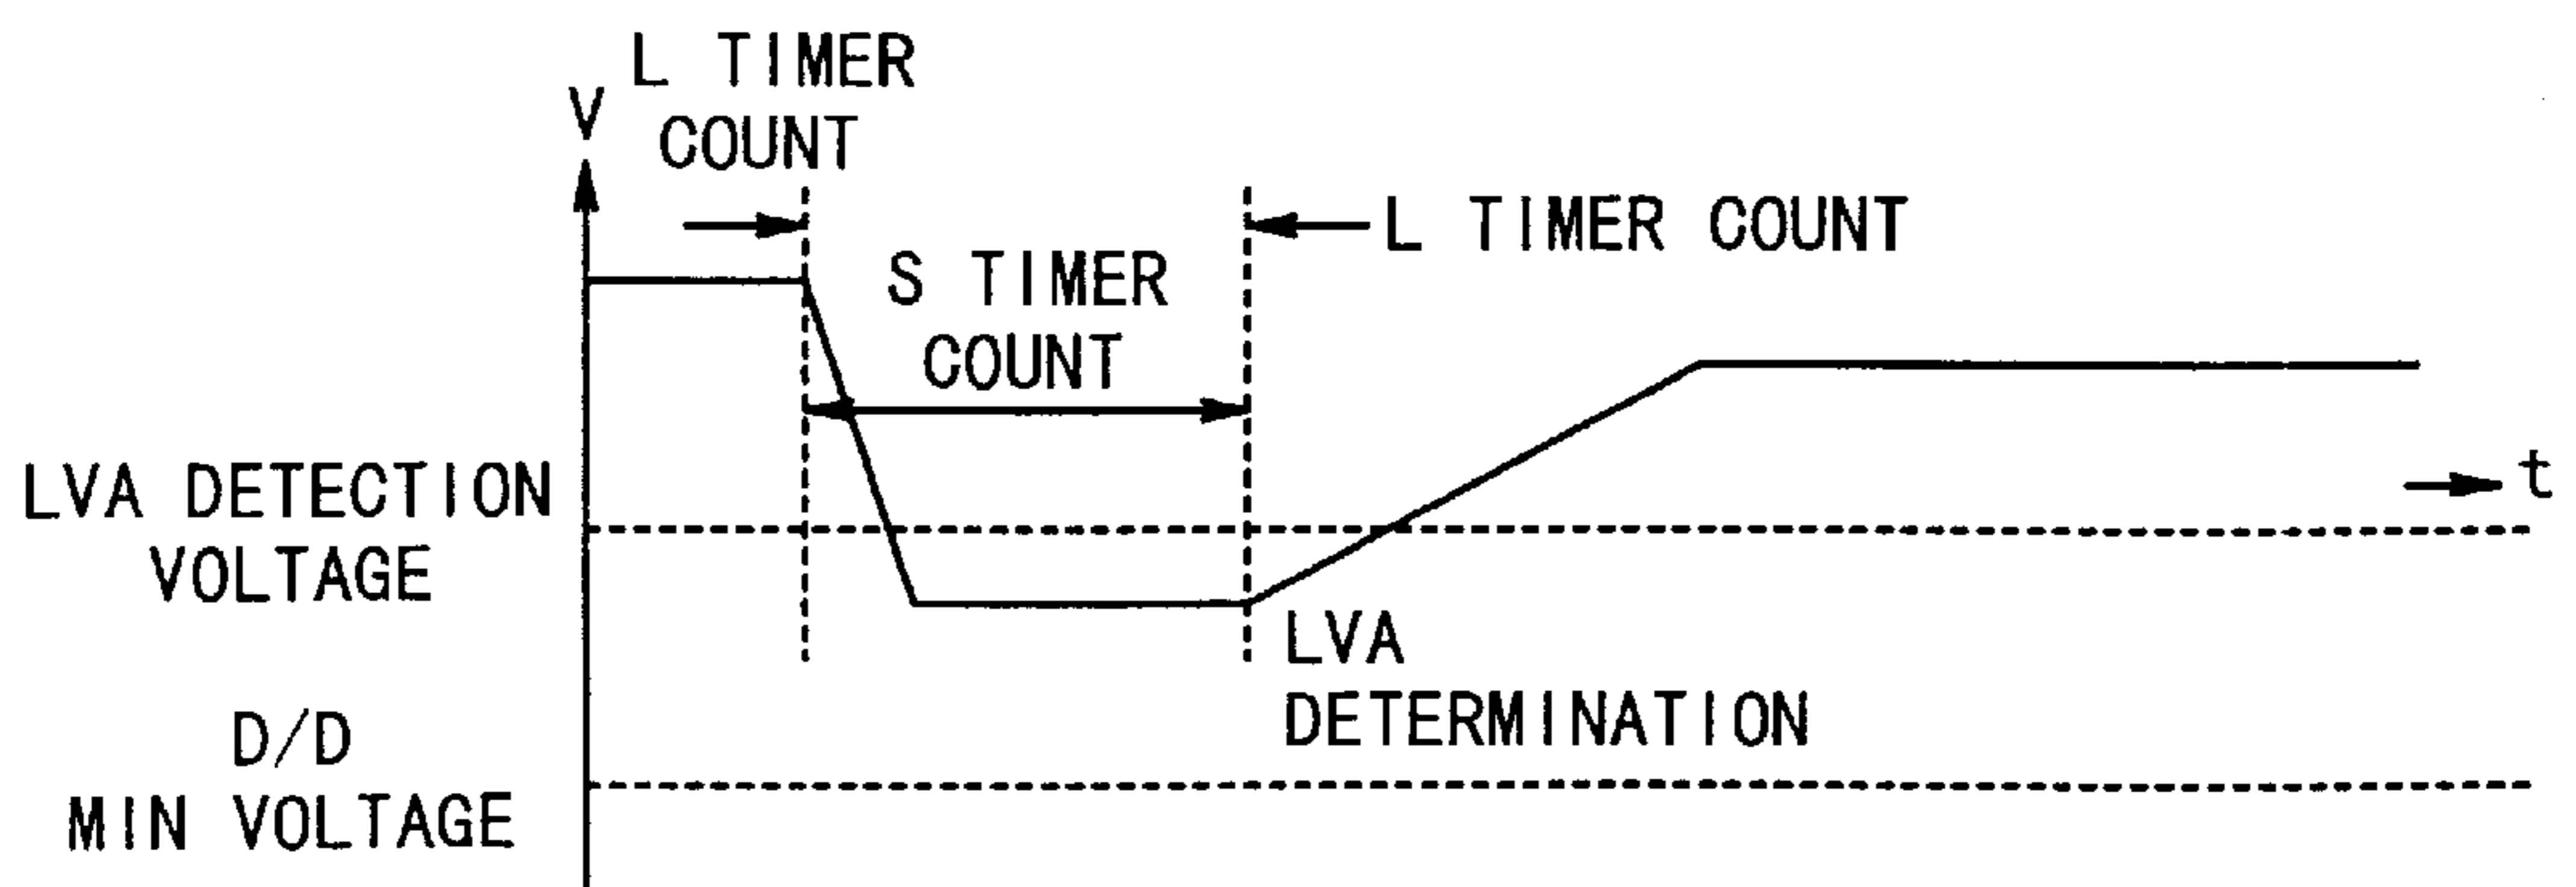 L TIMER
COUNT
V
L TIMER COUNT
S TIMER
COUNT
LVA DETECTION
VOLTAGE
t
LVA
DETERMINATION
D/D
MIN VOLTAGE